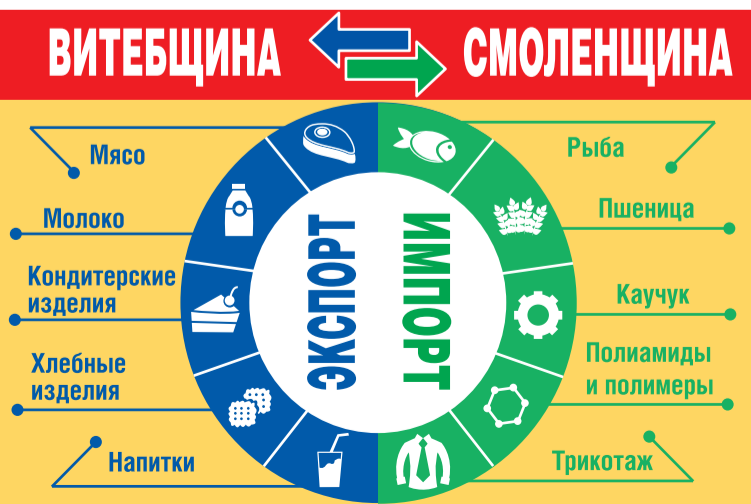 ВИТЕБЩИНА
СМОЛЕНЩИНА
Мясо
Молоко
Кондитерские
изделия
Хлебные
изделия
Напитки
ЭКСПОРТ
ИМПОРТ
Рыба
Пшеница
Каучук
Полиамиды
и полимеры
Трикотаж